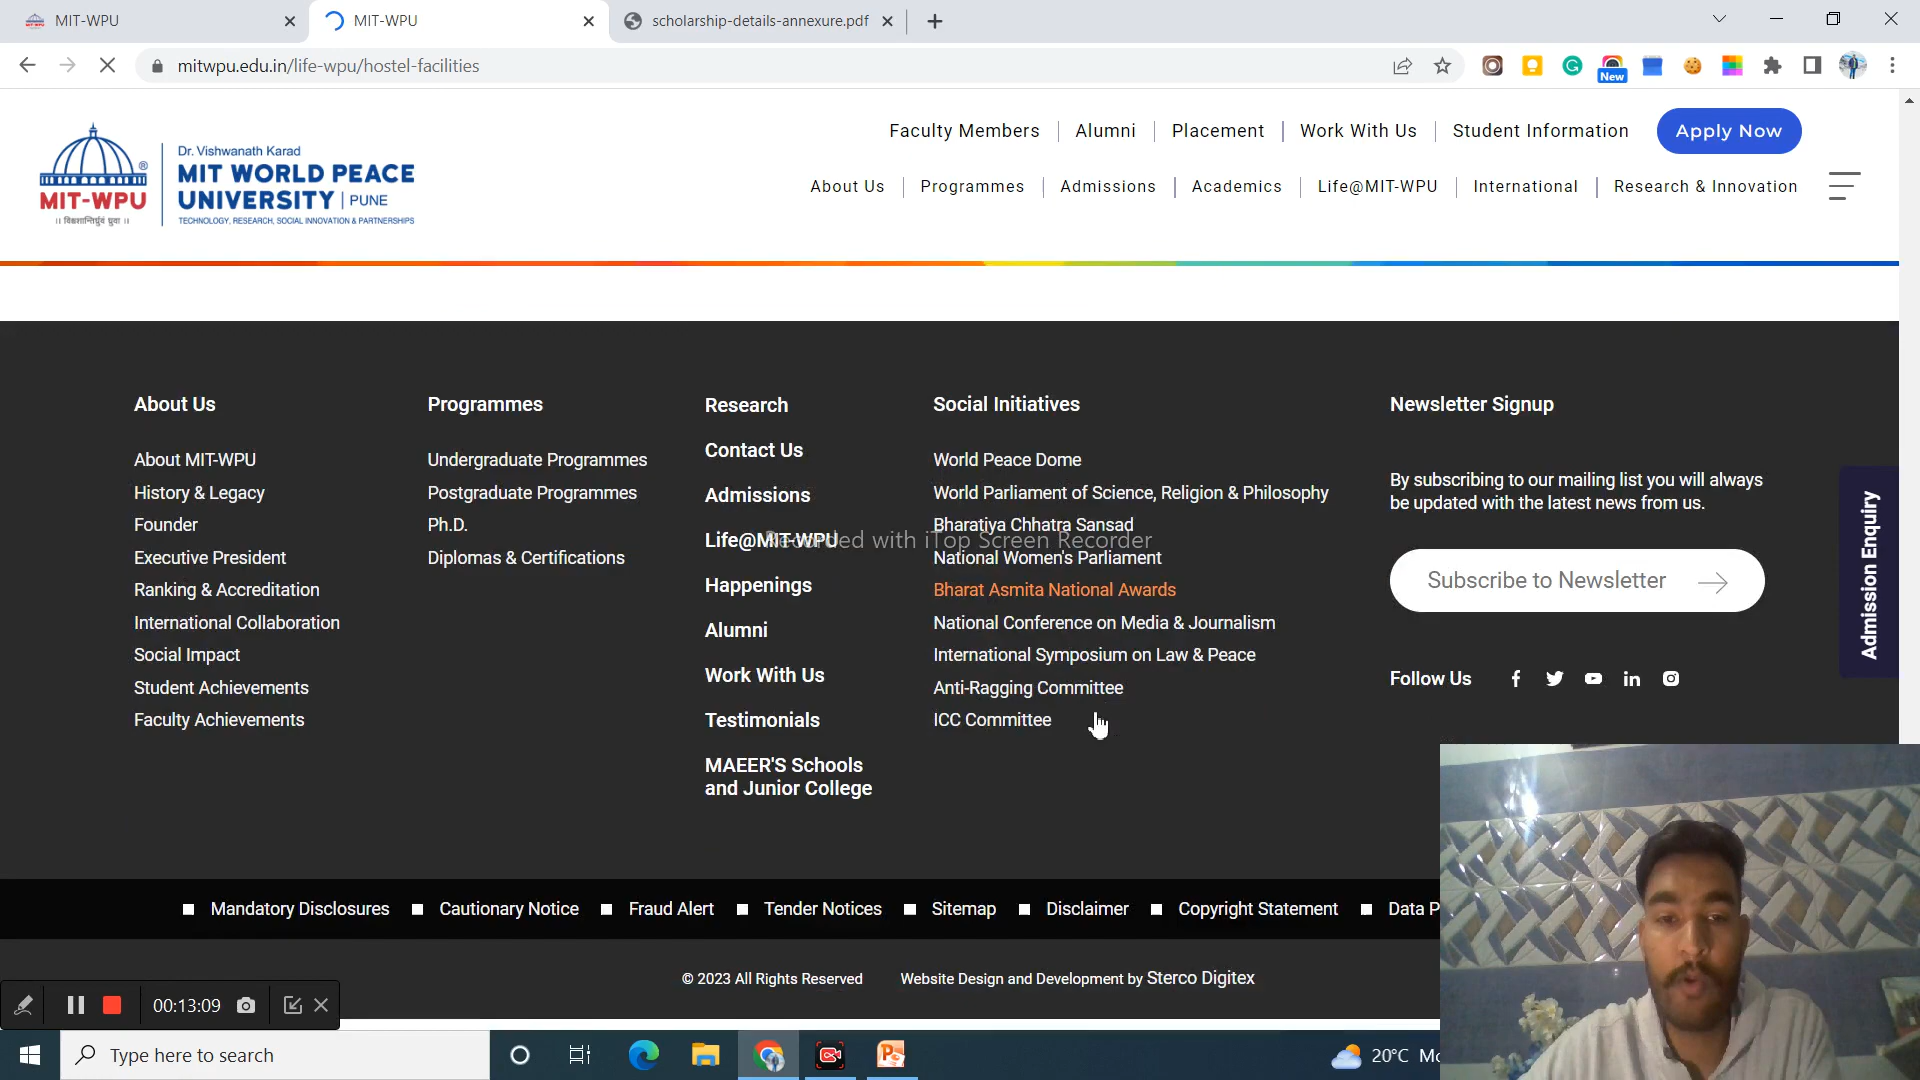 MIT-WPU
MIT-WPU
scholarship-details-annexure.pdf
mitwpu.edu.in/life-wpu/hostel-facilities
New
Faculty Members
Alumni
Placement
Work With Us
Student Information
Apply Now
MIT-WPU
®
Dr. Vishwanath Karad
MIT WORLD PEACE
UNIVERSITY | PUNE
TECHNOLOGY, RESEARCH, SOCIAL INNOVATION & PARTNERSHIPS
About Us
Programmes
Admissions
Academics
Life@MIT-WPU
International
Research & Innovation
About Us
About MIT-WPU
History & Legacy
Founder
Executive President
Ranking & Accreditation
International Collaboration
Social Impact
Student Achievements
Faculty Achievements
Programmes
Undergraduate Programmes
Postgraduate Programmes
Ph.D.
Diplomas & Certifications
Research
Contact Us
Admissions
Life@MIT-WPU
Happenings
Alumni
Work With Us
Testimonials
MAEER'S Schools
and Junior College
Social Initiatives
World Peace Dome
World Parliament of Science, Religion & Philosophy
Bharatiya Chhatra Sansad
National Women's Parliament
Bharat Asmita National Awards
National Conference on Media & Journalism
International Symposium on Law & Peace
Anti-Ragging Committee
ICC Committee
Recorded with iTop Screen Recorder
Newsletter Signup
By subscribing to our mailing list you will always
be updated with the latest news from us.
Subscribe to Newsletter
Follow Us
Admission Enquiry
Mandatory Disclosures
Cautionary Notice
Fraud Alert
Tender Notices
Sitemap
Disclaimer
Copyright Statement
Data P
© 2023 All Rights Reserved
Website Design and Development by Sterco Digitex
00:13:09
Type here to search
20°C Mo